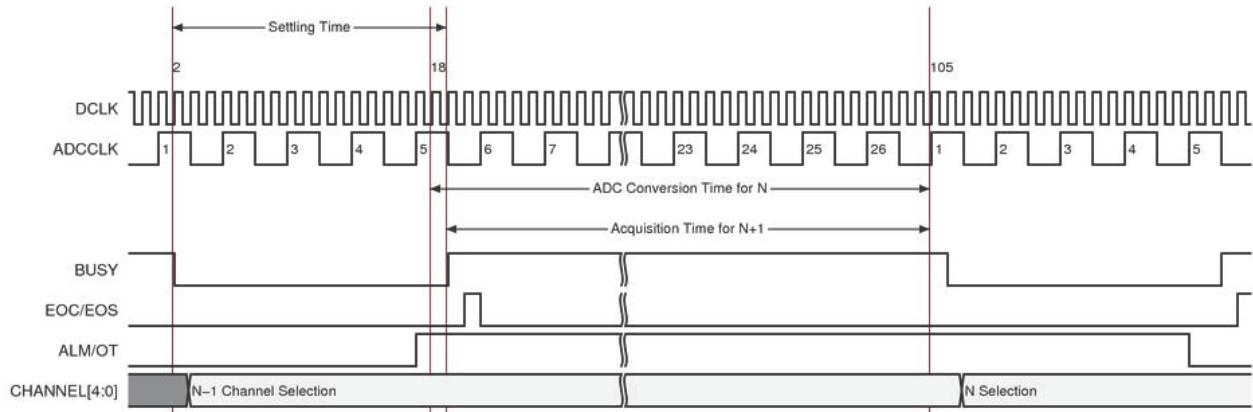 Settling Time
2 18 105
DCLK
ADCCLK 1 2 3 4 5 6 7 23 24 25 26 1 2 3 4 5
ADC Conversion Time for N
Acquisition Time for N+1
BUSY
EOC/EOS
ALM/OT
CHANNEL[4:0] N–1 Channel Selection N Selection